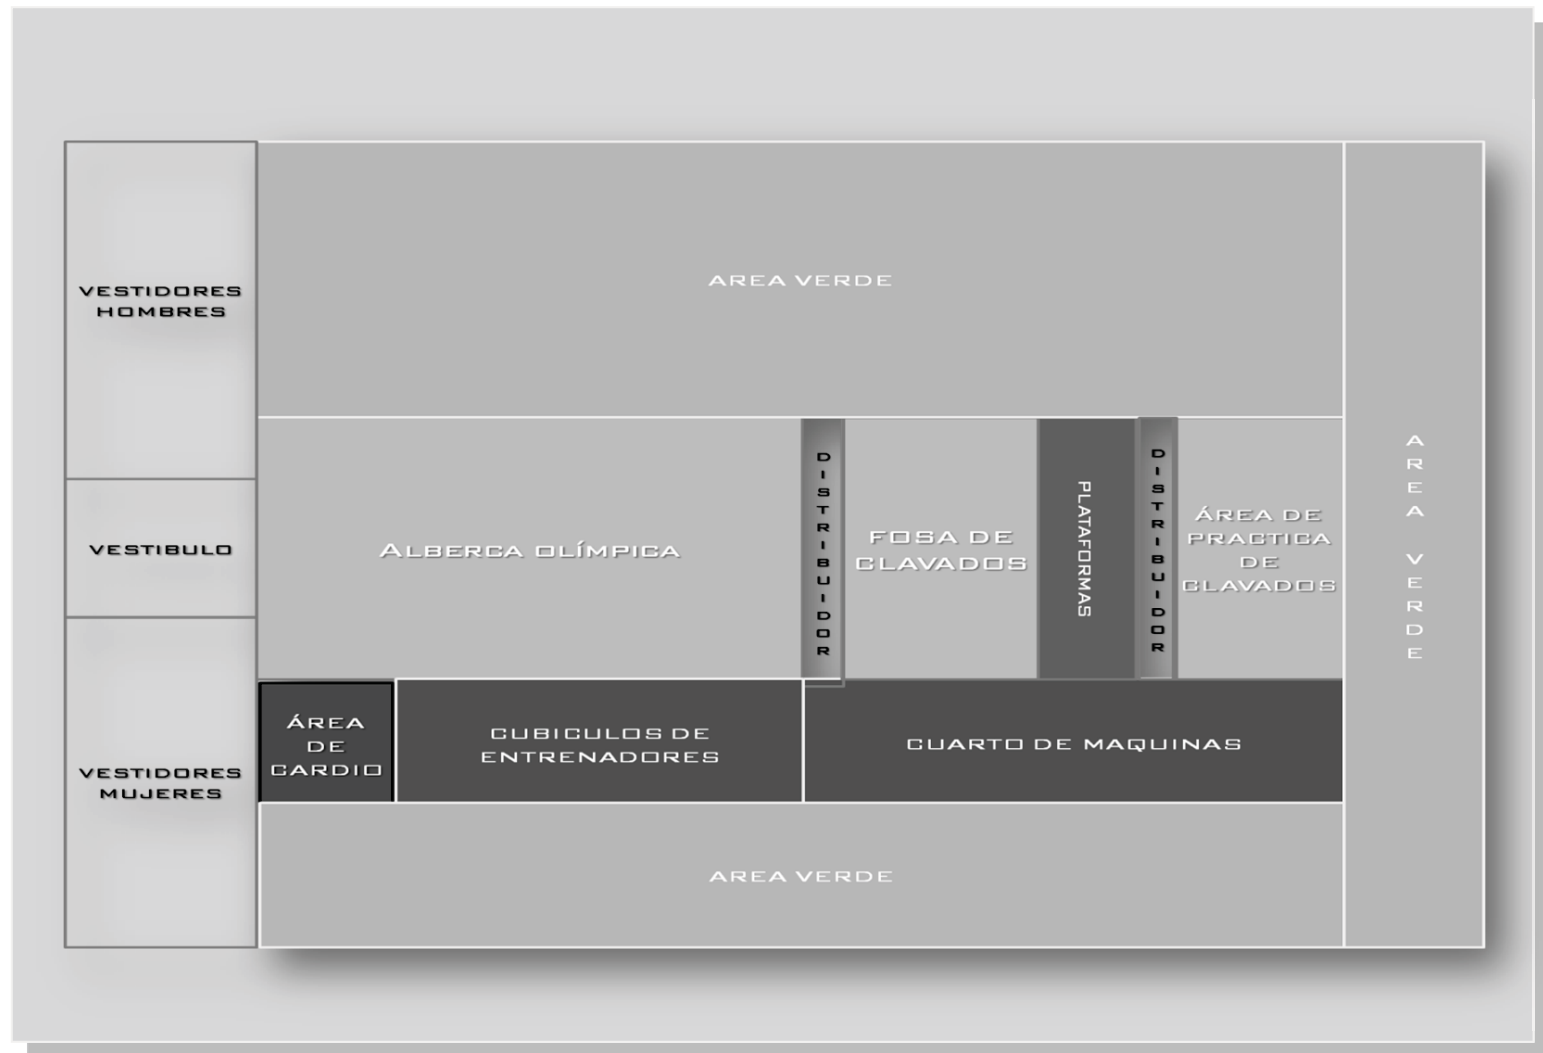 VESTIDORES
HOMBRES
AREA VERDE
VESTIBULO
ALBERCA OLÍMPICA
DISTRIBUIDOR
FOSA DE
CLAVADOS
PLATAFORMAS
DISTRIBUIDOR
ÁREA DE
PRACTICA
DE
CLAVADOS
AREA VERDE
VESTIDORES
MUJERES
ÁREA
DE
CARDIO
CUBICULOS DE
ENTRENADORES
CUARTO DE MAQUINAS
AREA VERDE